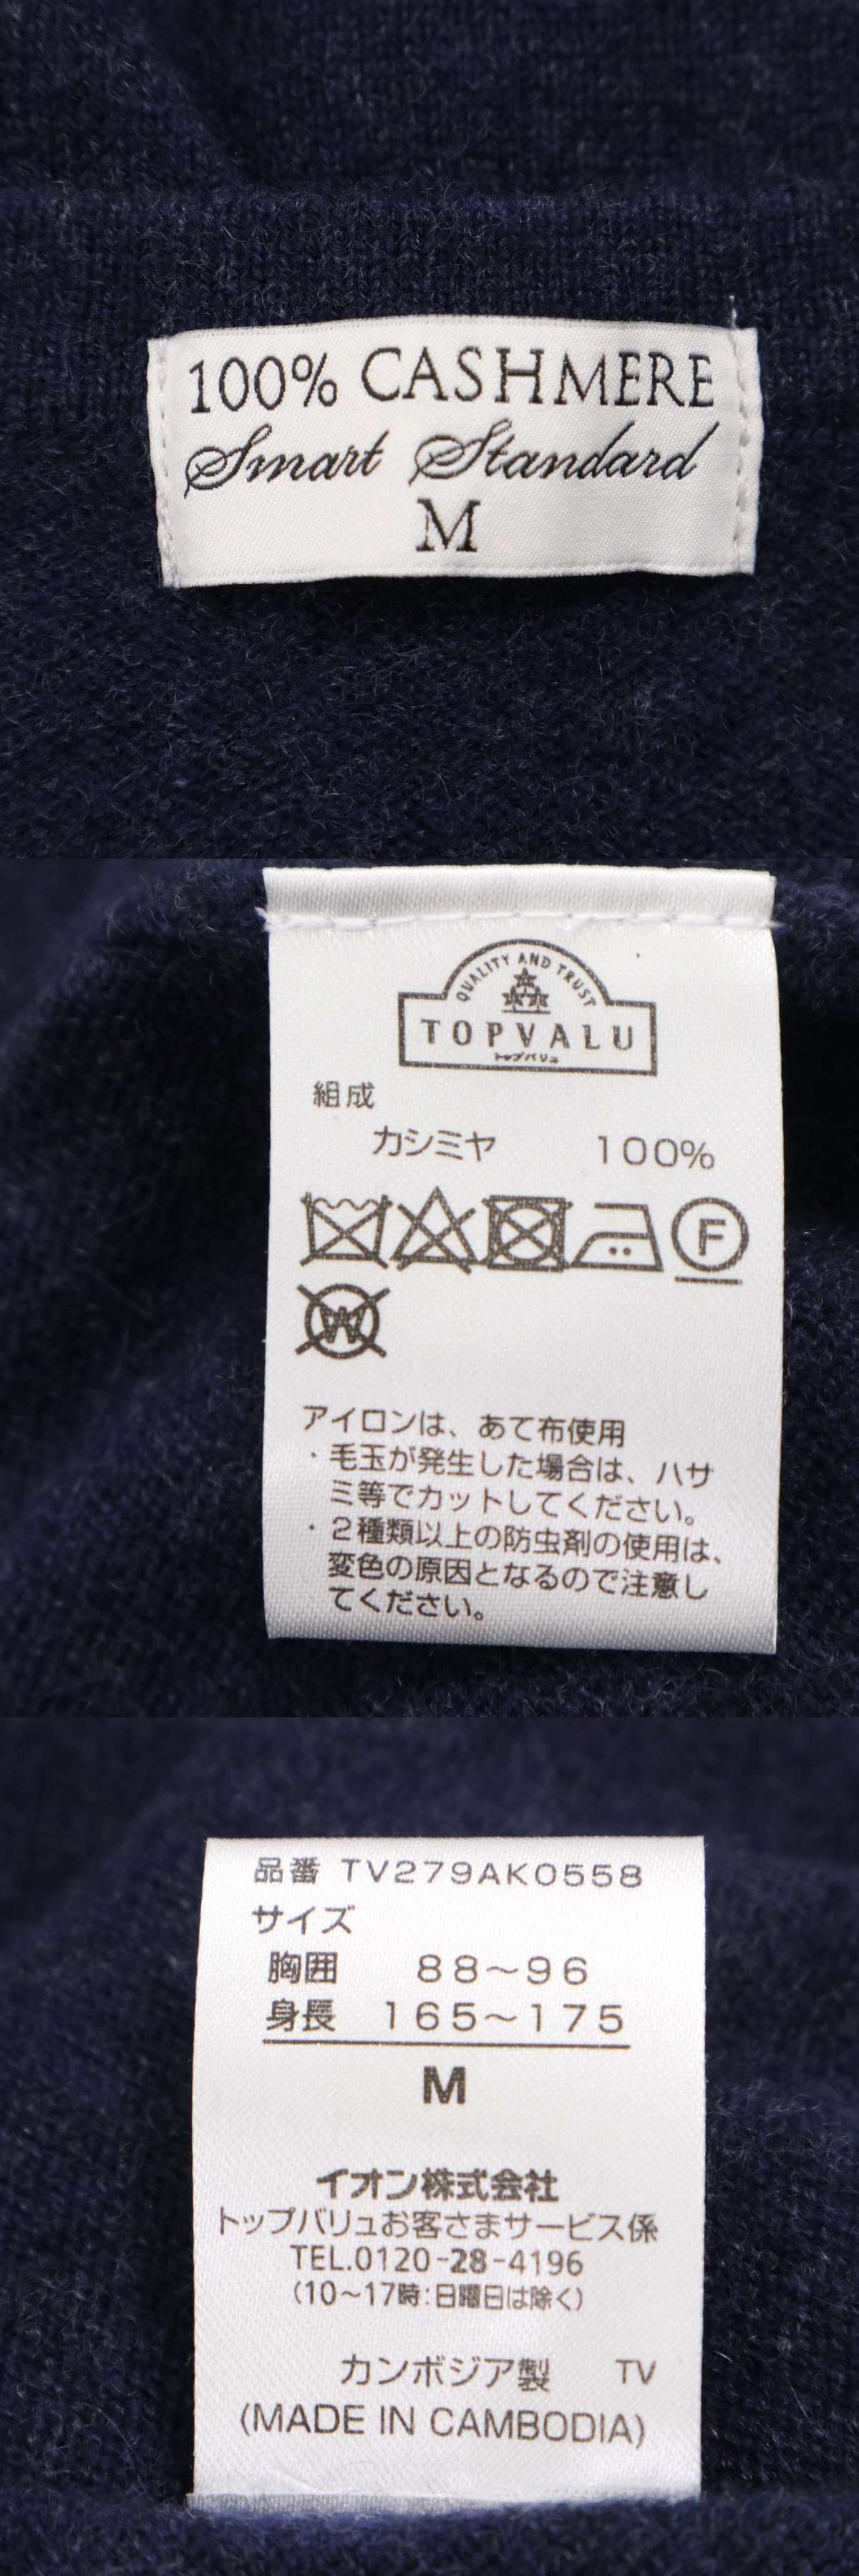 100% CASHMERE
Smart Standard
M
QUALITY AND TRUST
TOPVALU
トップバリュ
組成
カシミヤ 100%
F
W
アイロンは、あて布使用
・毛玉が発生した場合は、ハサ
ミ等でカットしてください。
・２種類以上の防虫剤の使用は、
変色の原因となるので注意し
てください。
品番 TV279AK0558
サイズ
胸囲 88〜96
身長 165〜175
M
イオン株式会社
トップバリュお客さまサービス係
TEL.0120-28-4196
(10〜17時:日曜日は除く)
カンボジア製 TV
(MADE IN CAMBODIA)